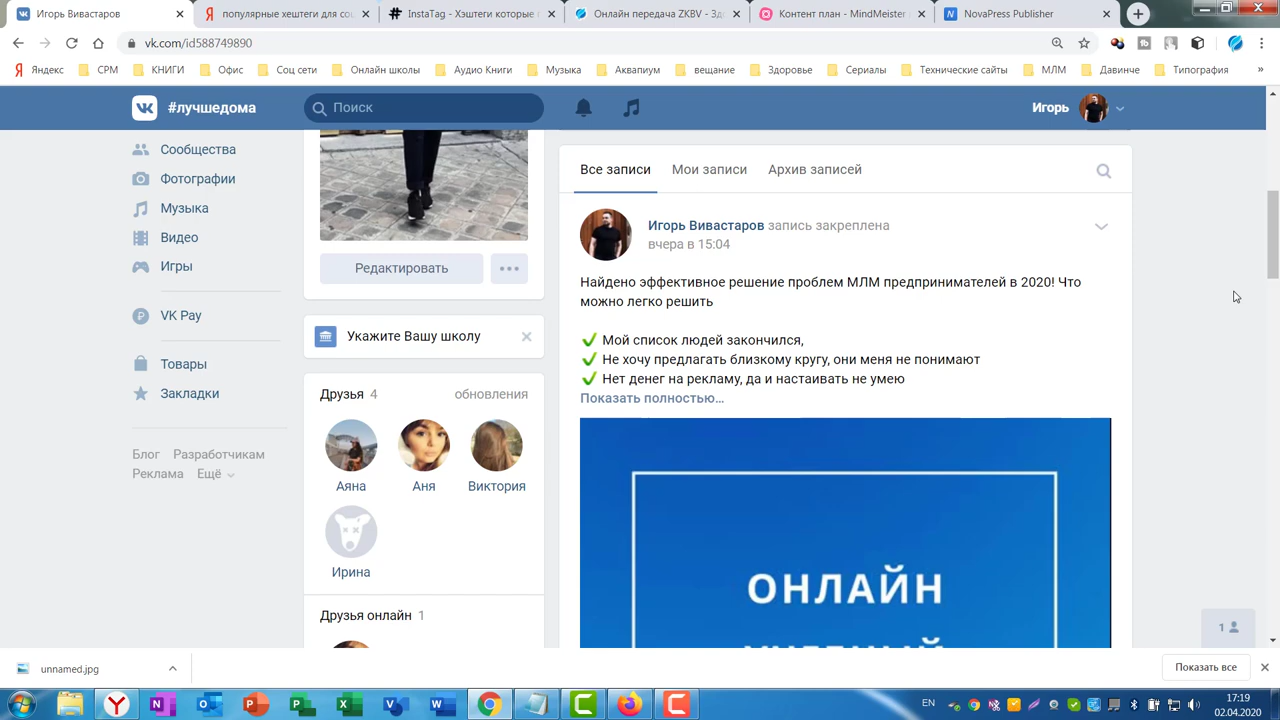 Игорь Вивастаров
популярные хештеги для соц
InstaTag - Хэштеги которые
Онлайн передача ZKBV - Здо
Контент план - MindMeister
NovaPress Publisher
vk.com/id588749890
Яндекс
СРМ
КНИГИ
Офис
Соц сети
Онлайн школы
Аудио Книги
Музыка
Аквапиум
вещание
Здоровье
Сериалы
Технические сайты
МЛМ
Давинче
Типография
»
#лучшедома
Поиск
Игорь
Сообщества
Фотографии
Музыка
Видео
Игры
VK Pay
Товары
Закладки
Блог Разработчикам
Реклама Ещё
Редактировать
Укажите Вашу школу
Друзья 4
обновления
Аяна
Аня
Виктория
Ирина
Друзья онлайн 1
Все записи
Мои записи
Архив записей
Игорь Вивастаров запись закреплена
вчера в 15:04
Найдено эффективное решение проблем МЛМ предпринимателей в 2020! Что
можно легко решить
Мой список людей закончился,
Не хочу предлагать близкому кругу, они меня не понимают
Нет денег на рекламу, да и настаивать не умею
Показать полностью…
ОНЛАЙН
1
unnamed.jpg
Показать все
EN
17:19
02.04.2020